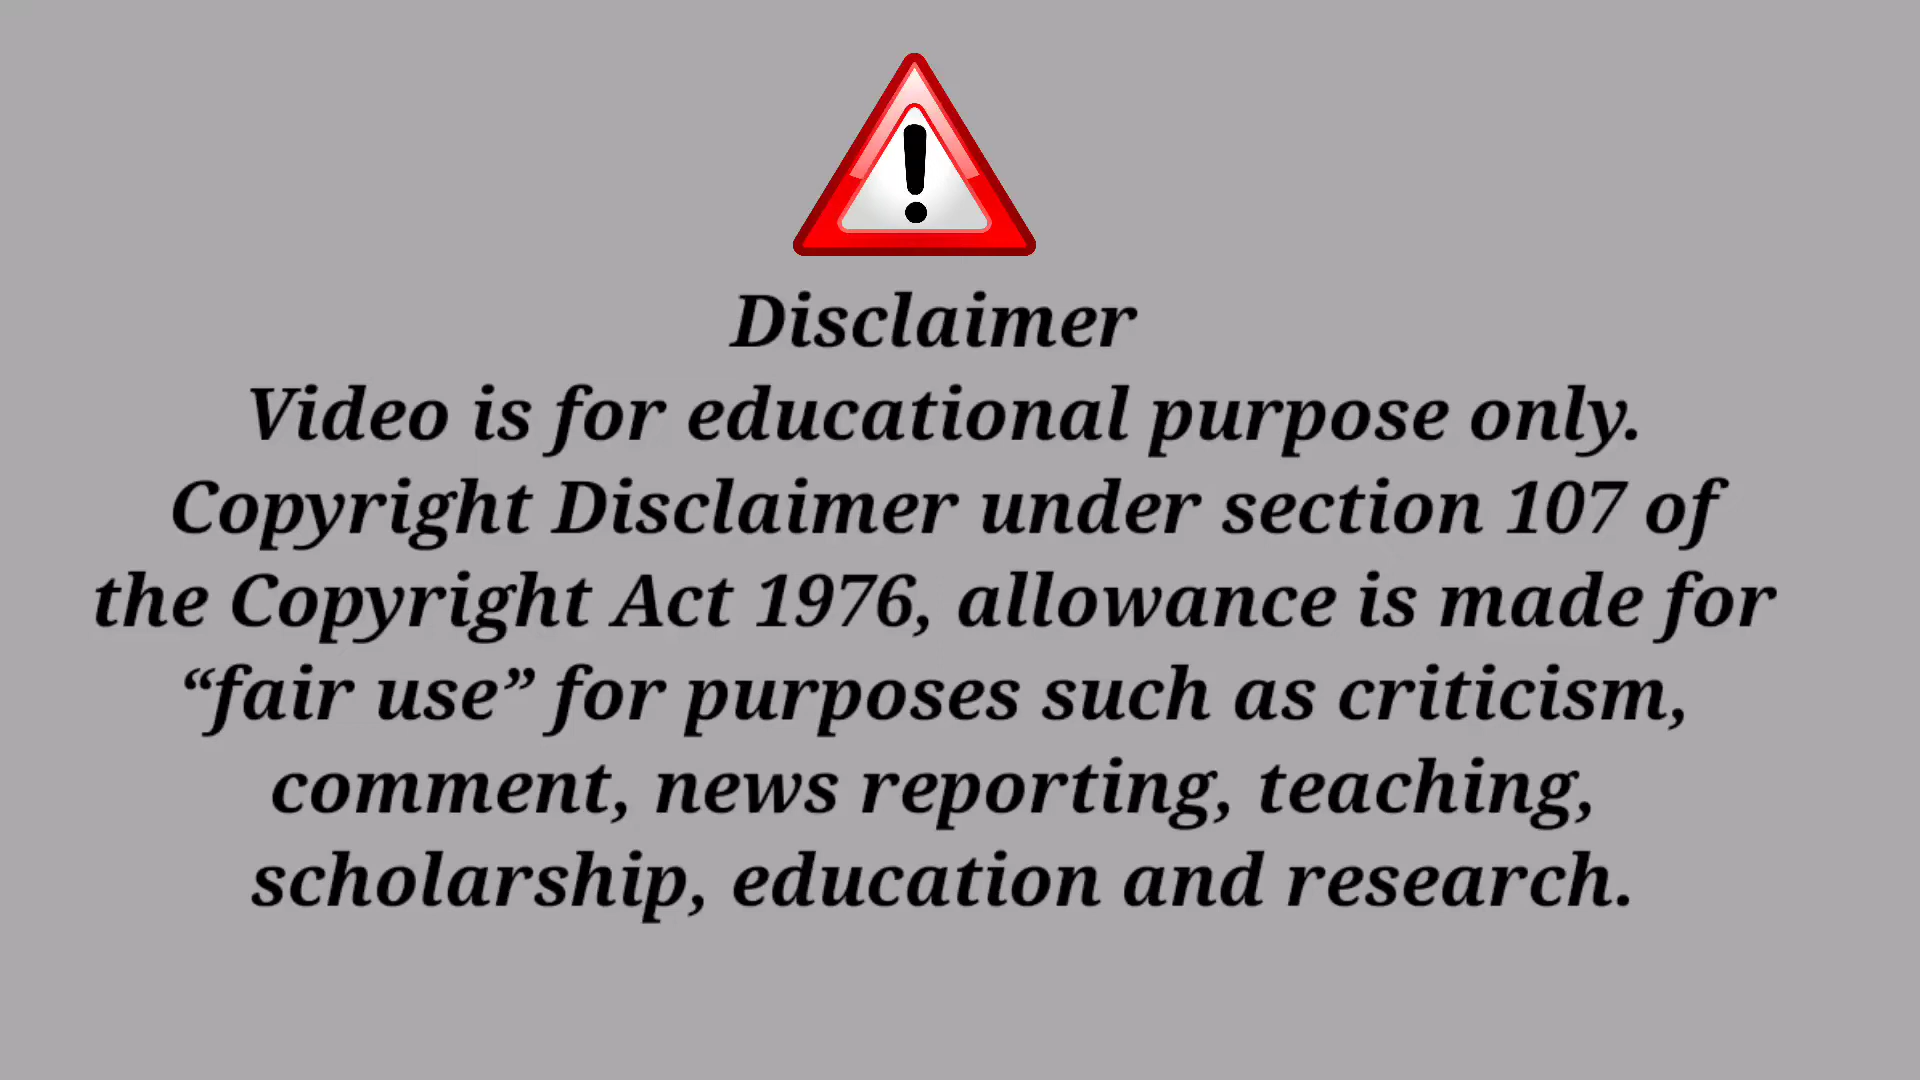 Disclaimer
Video is for educational purpose only.
Copyright Disclaimer under section 107 of
the Copyright Act 1976, allowance is made for
“fair use” for purposes such as criticism,
comment, news reporting, teaching,
scholarship, education and research.